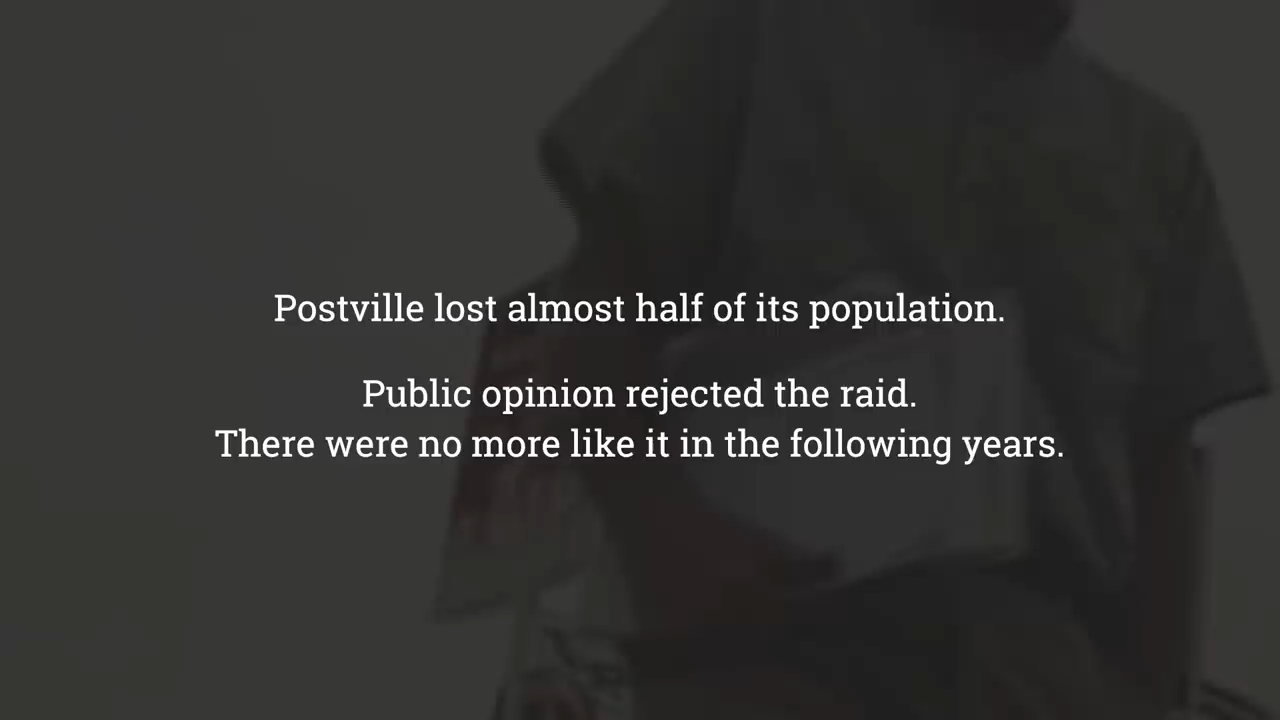 Postville lost almost half of its population.
Public opinion rejected the raid.
There were no more like it in the following years.